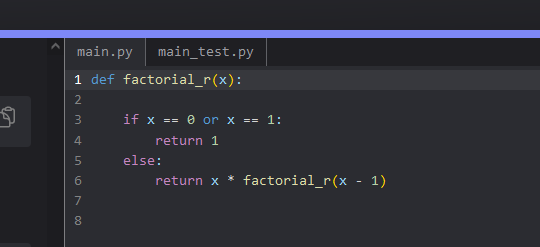 main.py main_test.py
1 def factorial_r(x):
2
3     if x == 0 or x == 1:
4         return 1
5     else:
6         return x * factorial_r(x - 1)
7
8